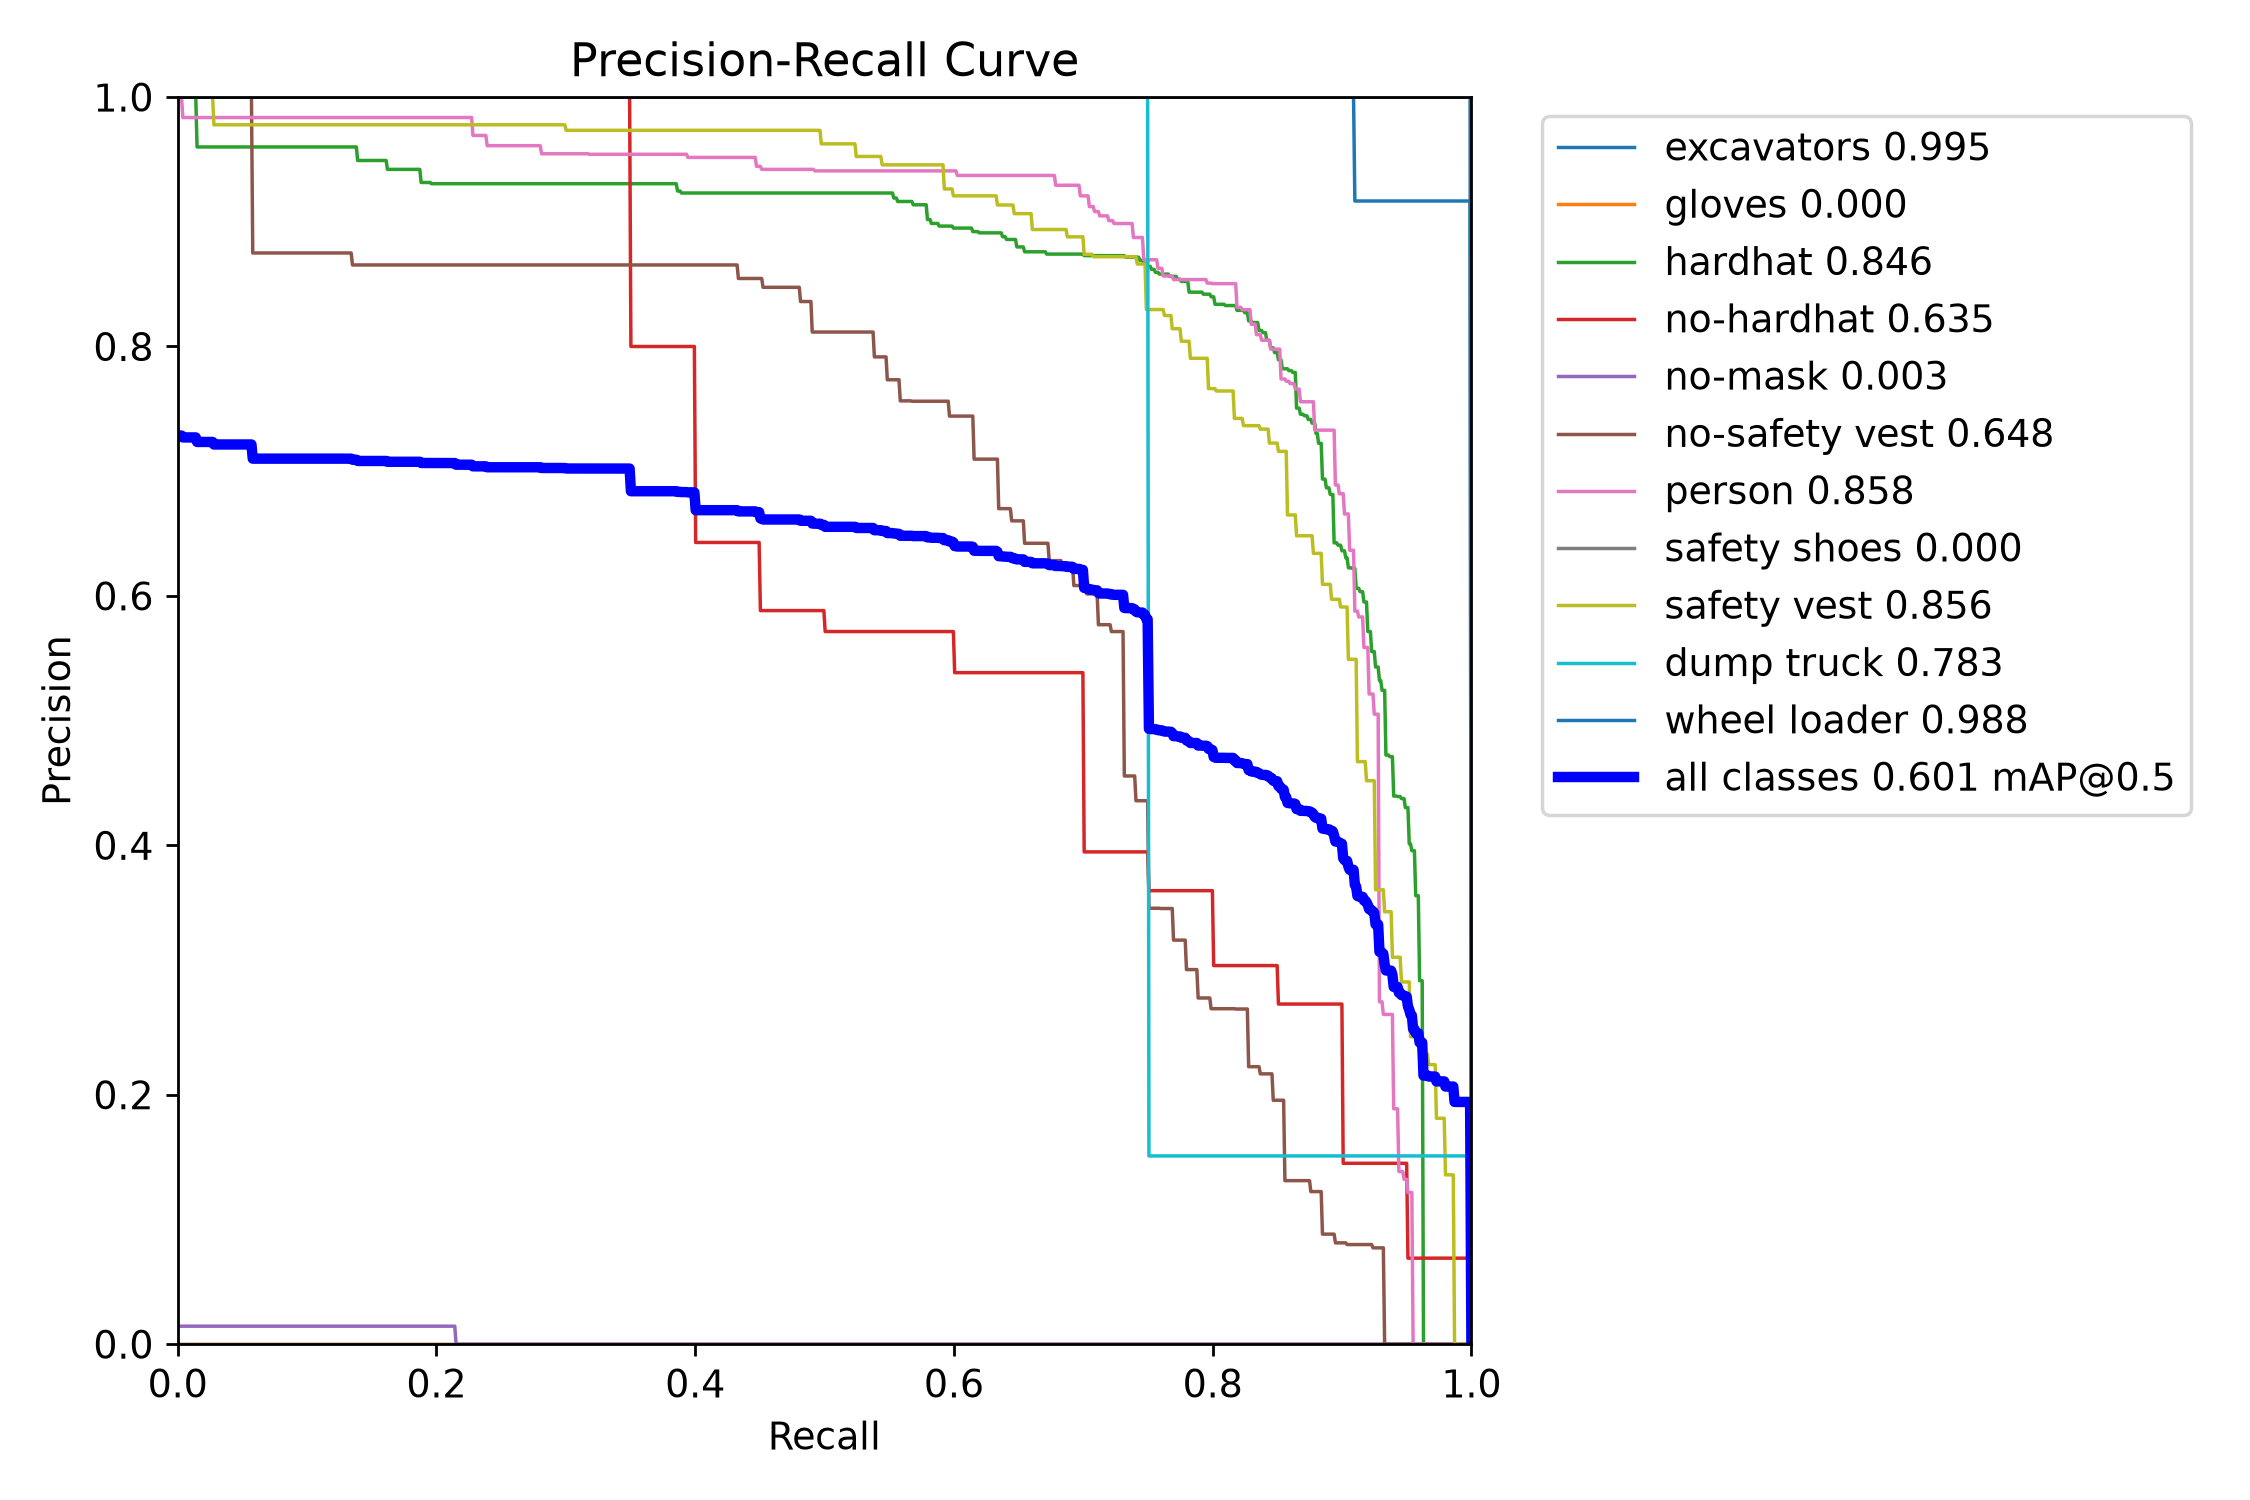 Precision-Recall Curve
1.0
0.8
0.6
0.4
0.2
0.0
Precision
0.0 0.2 0.4 0.6 0.8 1.0
Recall
excavators 0.995
gloves 0.000
hardhat 0.846
no-hardhat 0.635
no-mask 0.003
no-safety vest 0.648
person 0.858
safety shoes 0.000
safety vest 0.856
dump truck 0.783
wheel loader 0.988
all classes 0.601 mAP@0.5